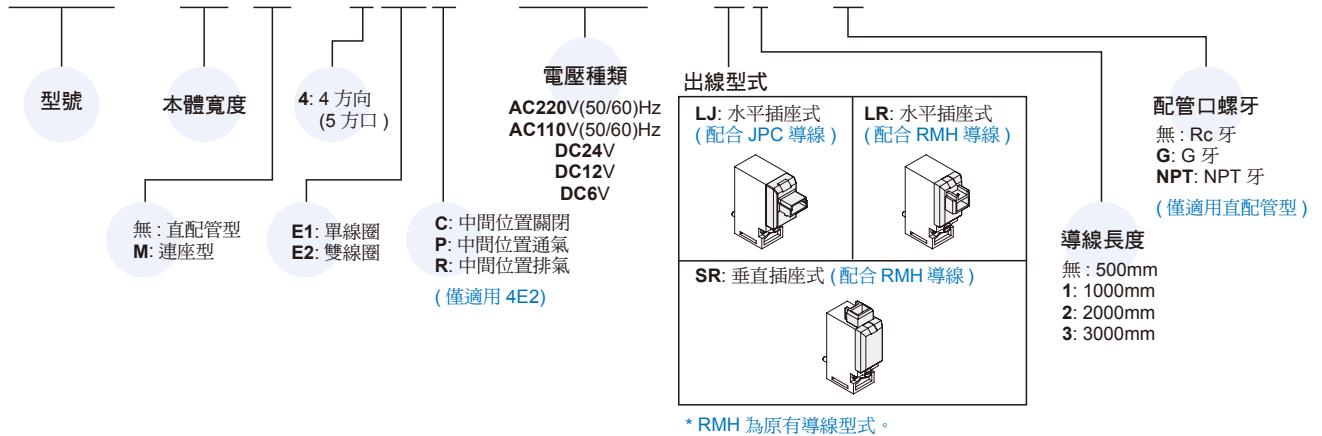 型號
本體寬度
無 : 直配管型
M: 連座型
4: 4 方向
(5 方口 )
E1: 單線圈
E2: 雙線圈
C: 中間位置關閉
P: 中間位置通氣
R: 中間位置排氣
( 僅適用 4E2)
電壓種類
AC220V(50/60)Hz
AC110V(50/60)Hz
DC24V
DC12V
DC6V
出線型式
LJ: 水平插座式
( 配合 JPC 導線 )
LR: 水平插座式
( 配合 RMH 導線 )
SR: 垂直插座式 ( 配合 RMH 導線 )
* RMH 為原有導線型式。
導線長度
無 : 500mm
1: 1000mm
2: 2000mm
3: 3000mm
配管口螺牙
無 : Rc 牙
G: G 牙
NPT: NPT 牙
( 僅適用直配管型 )